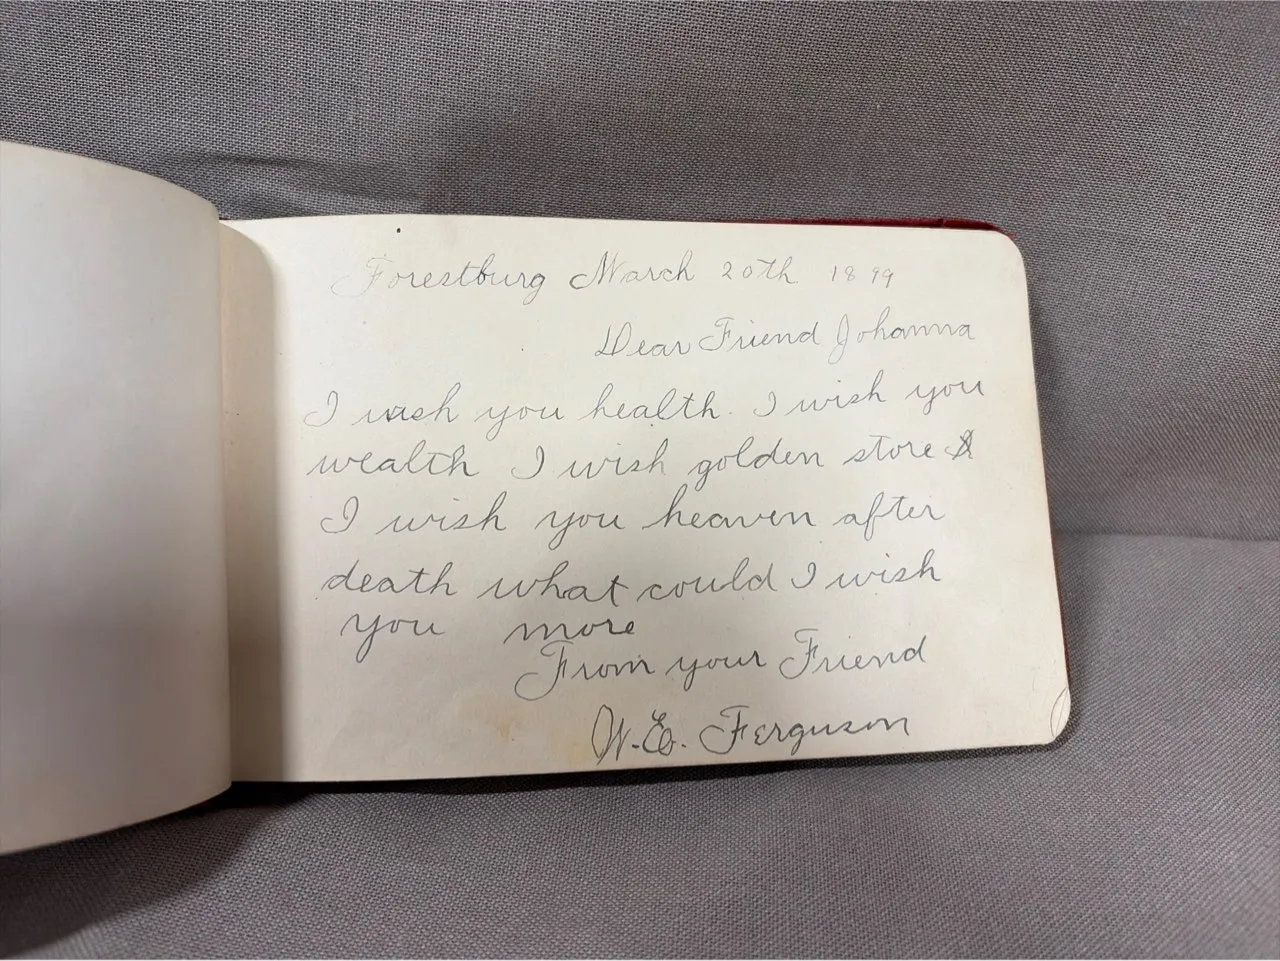 Forestburg March 20th 1899
Dear Friend Johanna
I wish you health. I wish you
wealth I wish golden store
I wish you heaven after
death what could I wish
you more
From your Friend
W.E. Ferguson